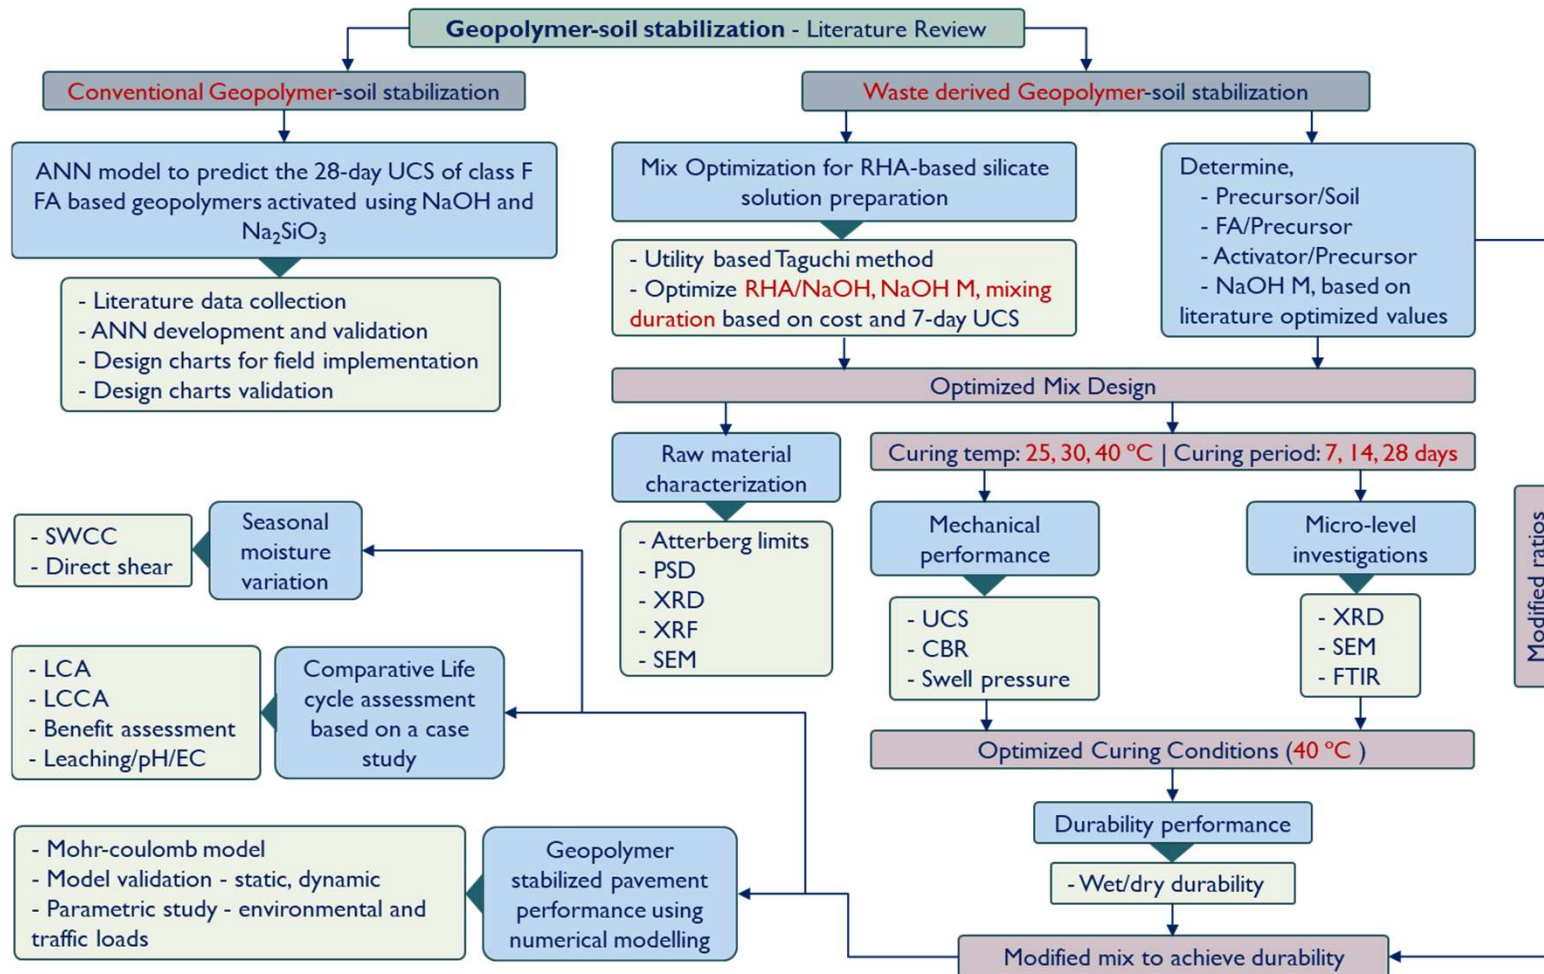 Geopolymer-soil stabilization - Literature Review
Conventional Geopolymer-soil stabilization
ANN model to predict the 28-day UCS of class F
FA based geopolymers activated using NaOH and
Na₂SiO₃
- Literature data collection
- ANN development and validation
- Design charts for field implementation
- Design charts validation
Waste derived Geopolymer-soil stabilization
Mix Optimization for RHA-based silicate
solution preparation
- Utility based Taguchi method
- Optimize RHA/NaOH, NaOH M, mixing
duration based on cost and 7-day UCS
Determine,
- Precursor/Soil
- FA/Precursor
- Activator/Precursor
- NaOH M, based on
literature optimized values
Optimized Mix Design
Raw material
characterization
- Atterberg limits
- PSD
- XRD
- XRF
- SEM
Curing temp: 25, 30, 40 ºC | Curing period: 7, 14, 28 days
Mechanical
performance
- UCS
- CBR
- Swell pressure
Micro-level
investigations
- XRD
- SEM
- FTIR
Modified ratios
Optimized Curing Conditions (40 ºC )
Durability performance
- Wet/dry durability
Modified mix to achieve durability
Seasonal
moisture
variation
- SWCC
- Direct shear
Comparative Life
cycle assessment
based on a case
study
- LCA
- LCCA
- Benefit assessment
- Leaching/pH/EC
Geopolymer
stabilized pavement
performance using
numerical modelling
- Mohr-coulomb model
- Model validation - static, dynamic
- Parametric study - environmental and
traffic loads